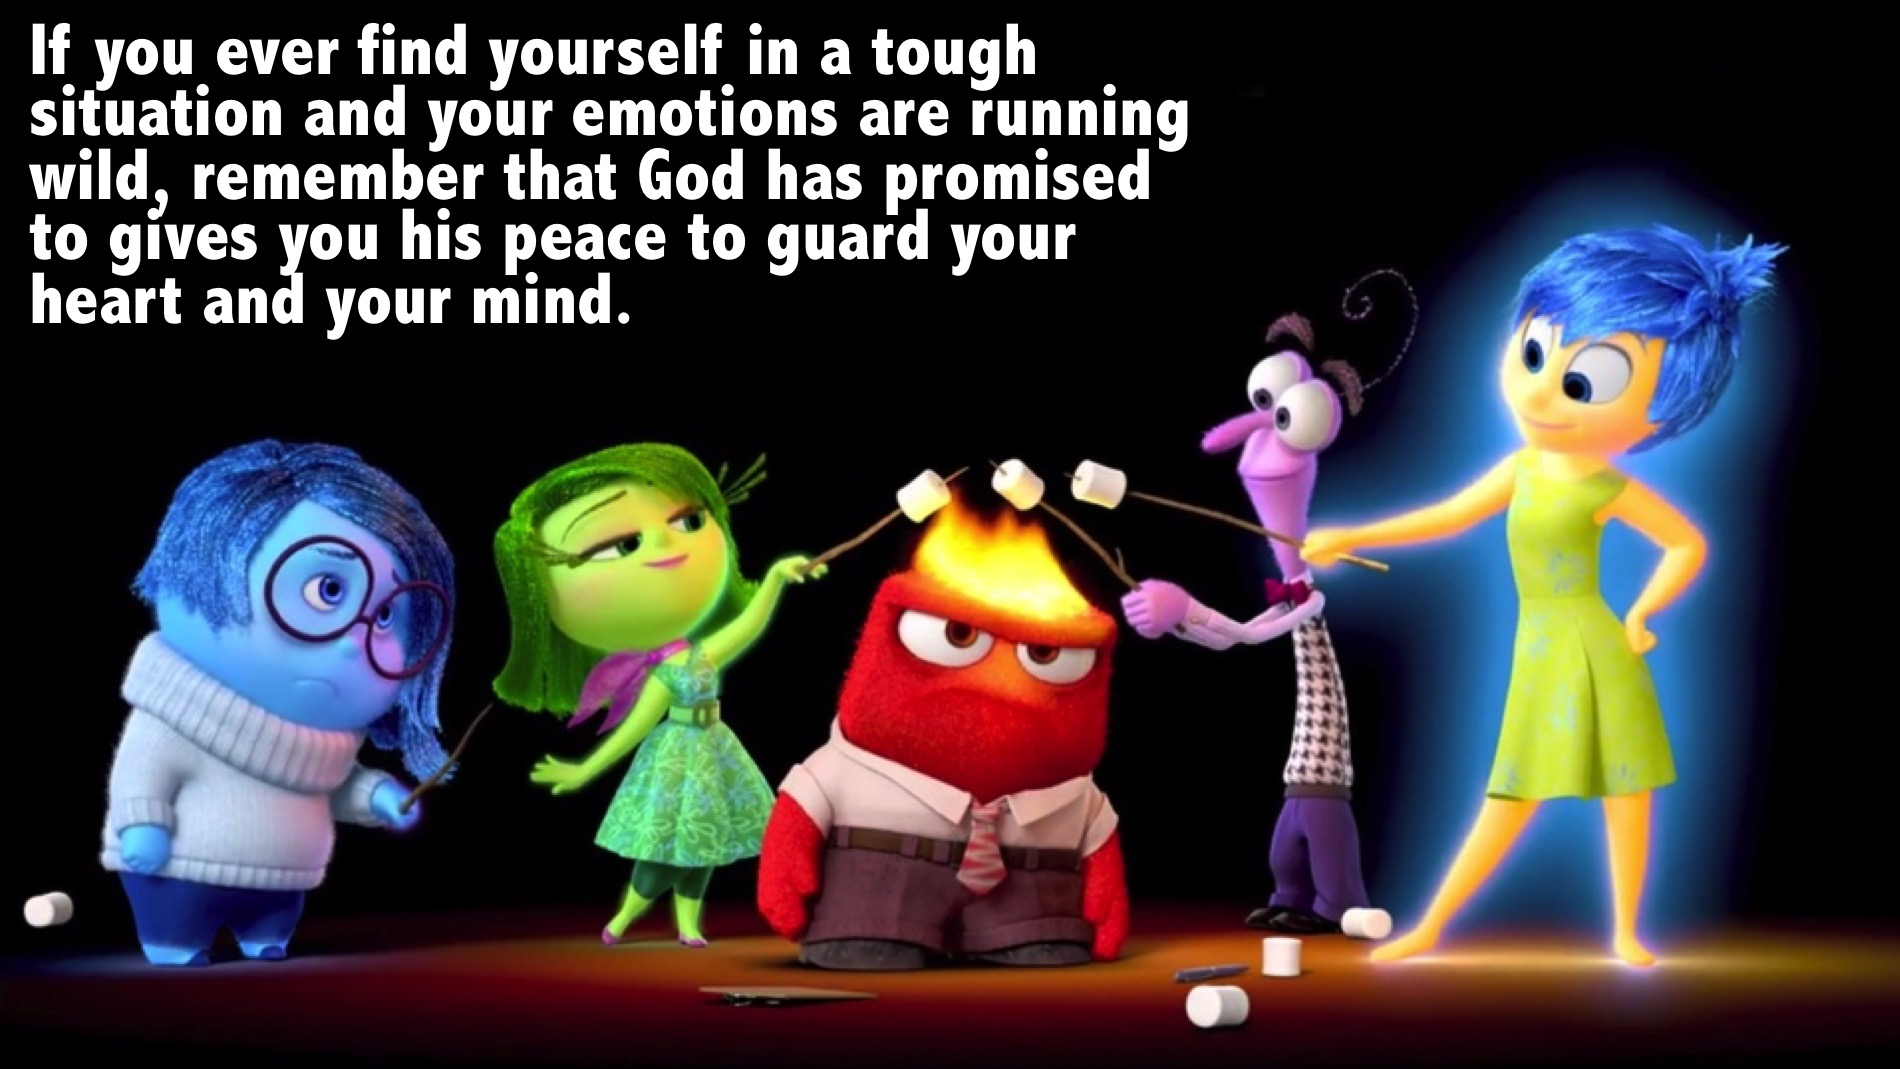 If you ever find yourself in a tough
situation and your emotions are running
wild, remember that God has promised
to gives you his peace to guard your
heart and your mind.